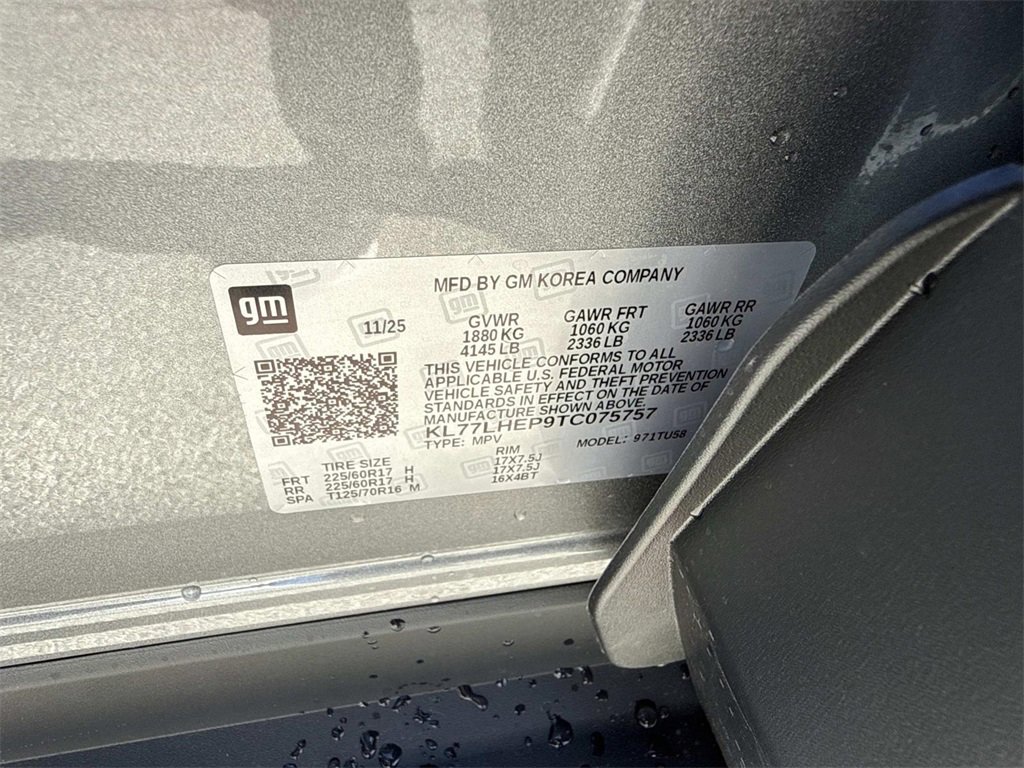 MFD BY GM KOREA COMPANY
gm
11/25
GVWR GAWR FRT GAWR RR
1880 KG 1060 KG 1060 KG
4145 LB 2336 LB 2336 LB
THIS VEHICLE CONFORMS TO ALL
APPLICABLE U.S. FEDERAL MOTOR
VEHICLE SAFETY AND THEFT PREVENTION
STANDARDS IN EFFECT ON THE DATE OF
MANUFACTURE SHOWN ABOVE.
KL77LHEP9TC075757
TYPE: MPV MODEL: 971TU58
TIRE SIZE RIM
FRT 225/60R17 H 17X7.5J
RR 225/60R17 H 17X7.5J
SPA T125/70R16 M 16X4BT